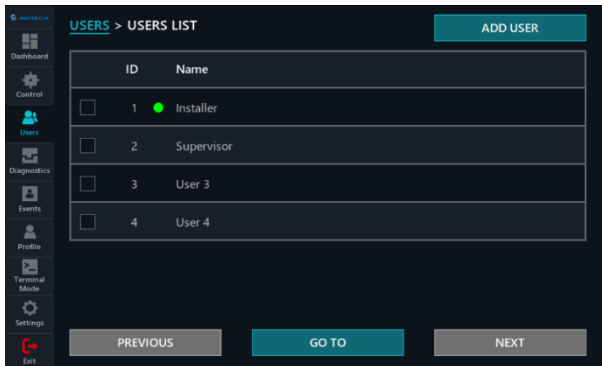 ARITECH
USERS > USERS LIST
ADD USER
Dashboard
Control
Users
Diagnostics
Events
Profile
Terminal
Mode
Settings
Exit
ID Name
1 Installer
2 Supervisor
3 User 3
4 User 4
PREVIOUS
GO TO
NEXT